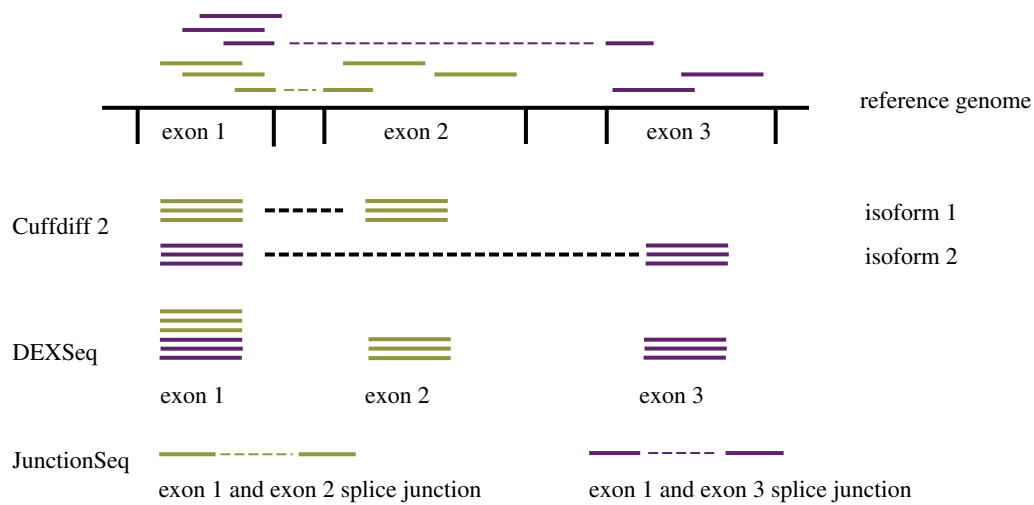 reference genome
exon 1 exon 2 exon 3
Cuffdiff 2
isoform 1
isoform 2
DEXSeq
exon 1 exon 2 exon 3
JunctionSeq
exon 1 and exon 2 splice junction exon 1 and exon 3 splice junction